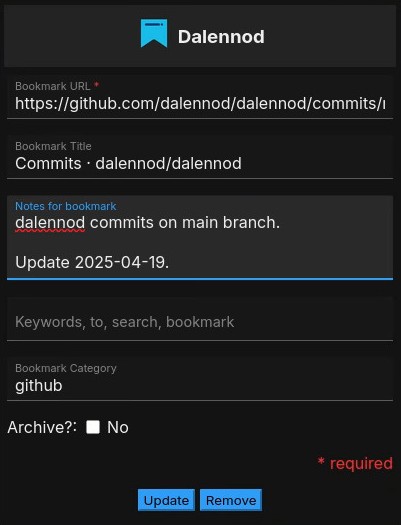 Dalennod
Bookmark URL *
https://github.com/dalennod/dalennod/commits/
Bookmark Title
Commits · dalennod/dalennod
Notes for bookmark
dalennod commits on main branch.
Update 2025-04-19.
Keywords, to, search, bookmark
Bookmark Category
github
Archive?: No
* required
Update Remove